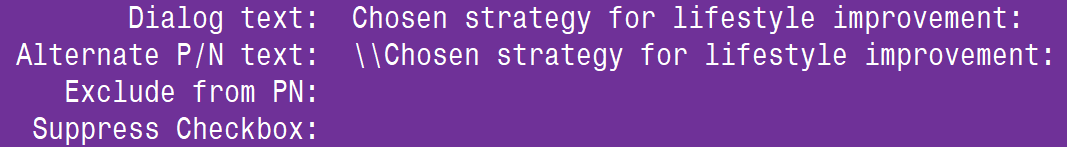 Dialog text: Chosen strategy for lifestyle improvement:
Alternate P/N text: \\Chosen strategy for lifestyle improvement:
Exclude from PN:
Suppress Checkbox: